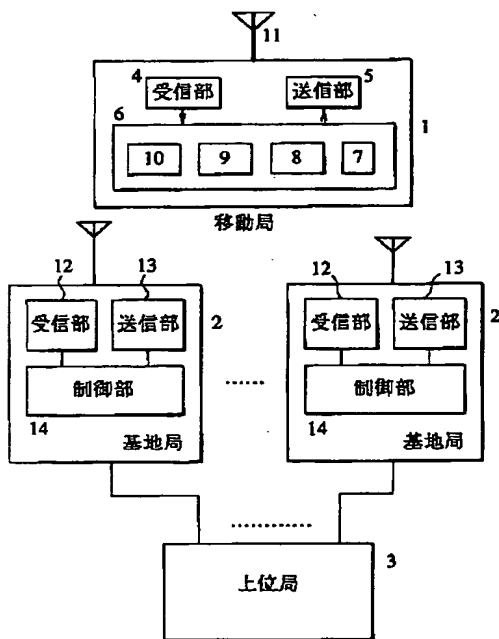 11
4
受信部
5
送信部
6
1
10
9
8
7
移動局
12
13
受信部
送信部
2
制御部
14
基地局
……
12
13
受信部
送信部
2
制御部
14
基地局
…………
上位局
3